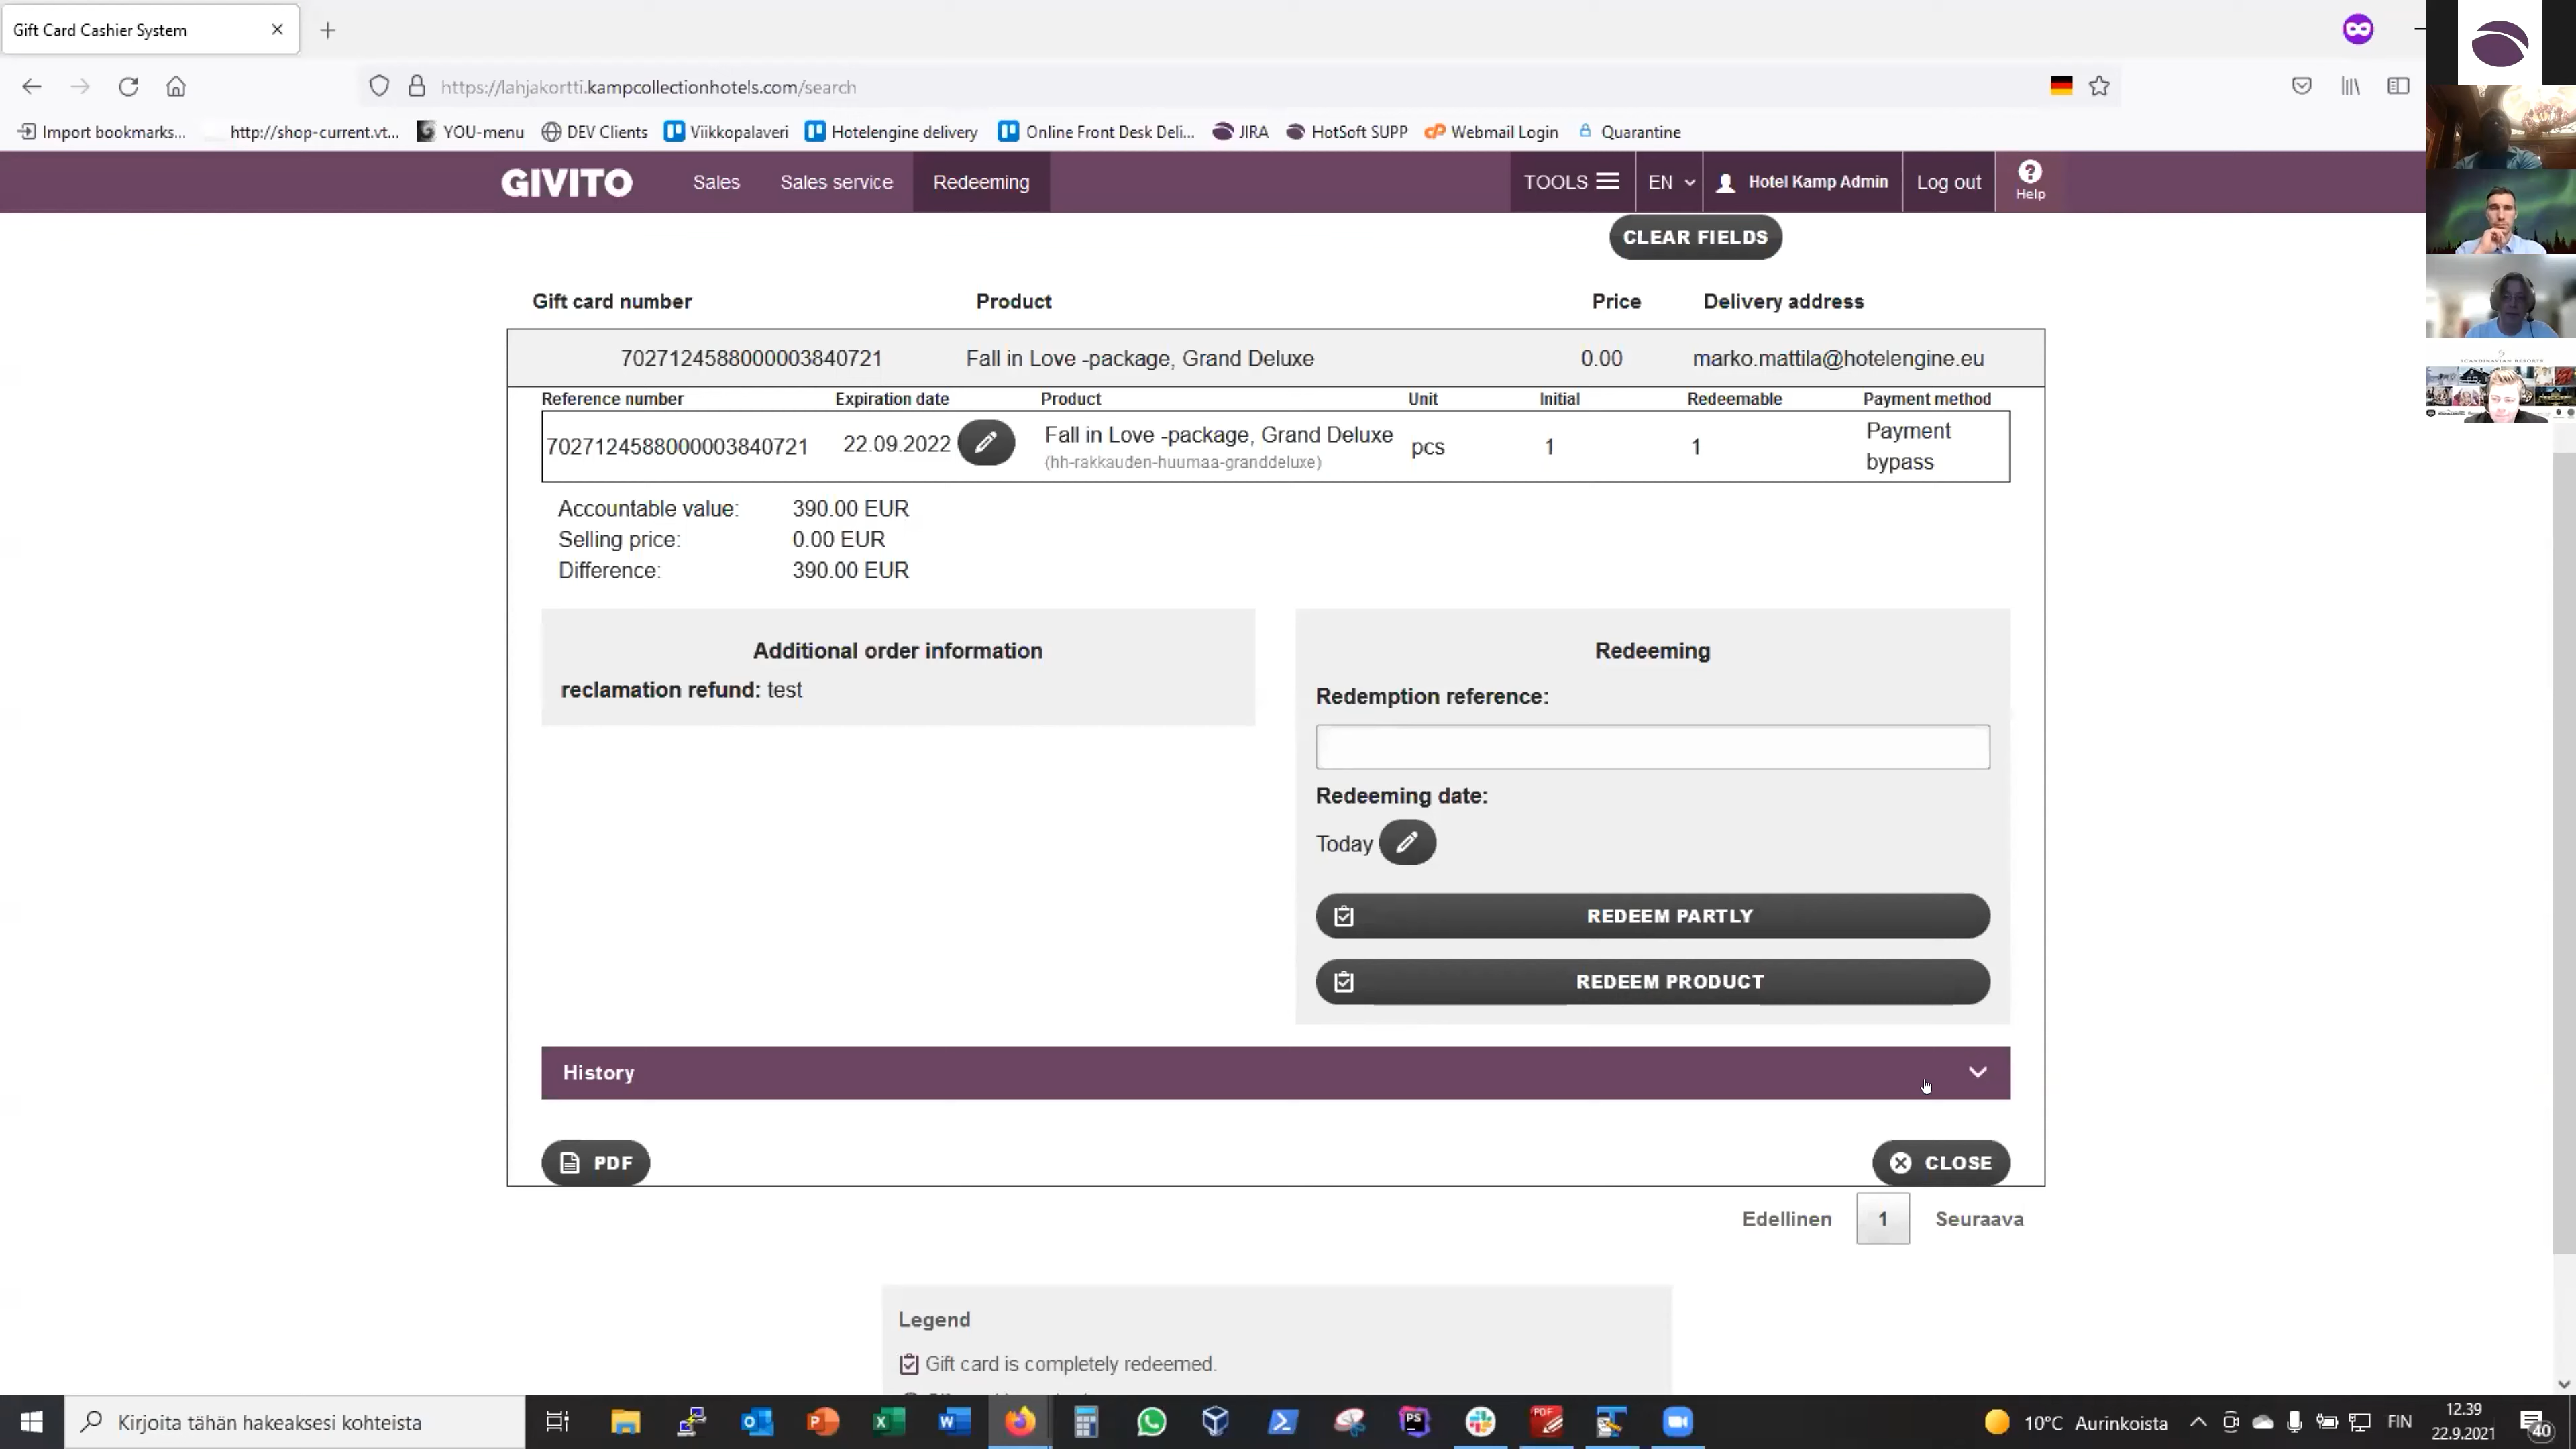 Gift Card Cashier System
https://lahjakortti.kampcollectionhotels.com/search
Import bookmarks... http://shop-current.vt... YOU-menu DEV Clients Viikkopalaveri Hotelengine delivery Online Front Desk Deli... JIRA HotSoft SUPP Webmail Login Quarantine
GIVITO Sales Sales service Redeeming TOOLS EN Hotel Kamp Admin Log out Help
CLEAR FIELDS
Gift card number Product Price Delivery address
7027124588000003840721 Fall in Love -package, Grand Deluxe 0.00 marko.mattila@hotelengine.eu
Reference number Expiration date Product Unit Initial Redeemable Payment method
7027124588000003840721 22.09.2022 Fall in Love -package, Grand Deluxe pcs 1 1 Payment bypass
(hh-rakkauden-huumaa-granddeluxe)
Accountable value: 390.00 EUR
Selling price: 0.00 EUR
Difference: 390.00 EUR
Additional order information
reclamation refund: test
Redeeming
Redemption reference:
Redeeming date:
Today
REDEEM PARTLY
REDEEM PRODUCT
History
PDF CLOSE
Edellinen 1 Seuraava
Legend
Gift card is completely redeemed.
Kirjoita tähän hakeaksesi kohteista
10°C Aurinkoista FIN 12.39
22.9.2021
40
SCANDINAVIAN RESORTS